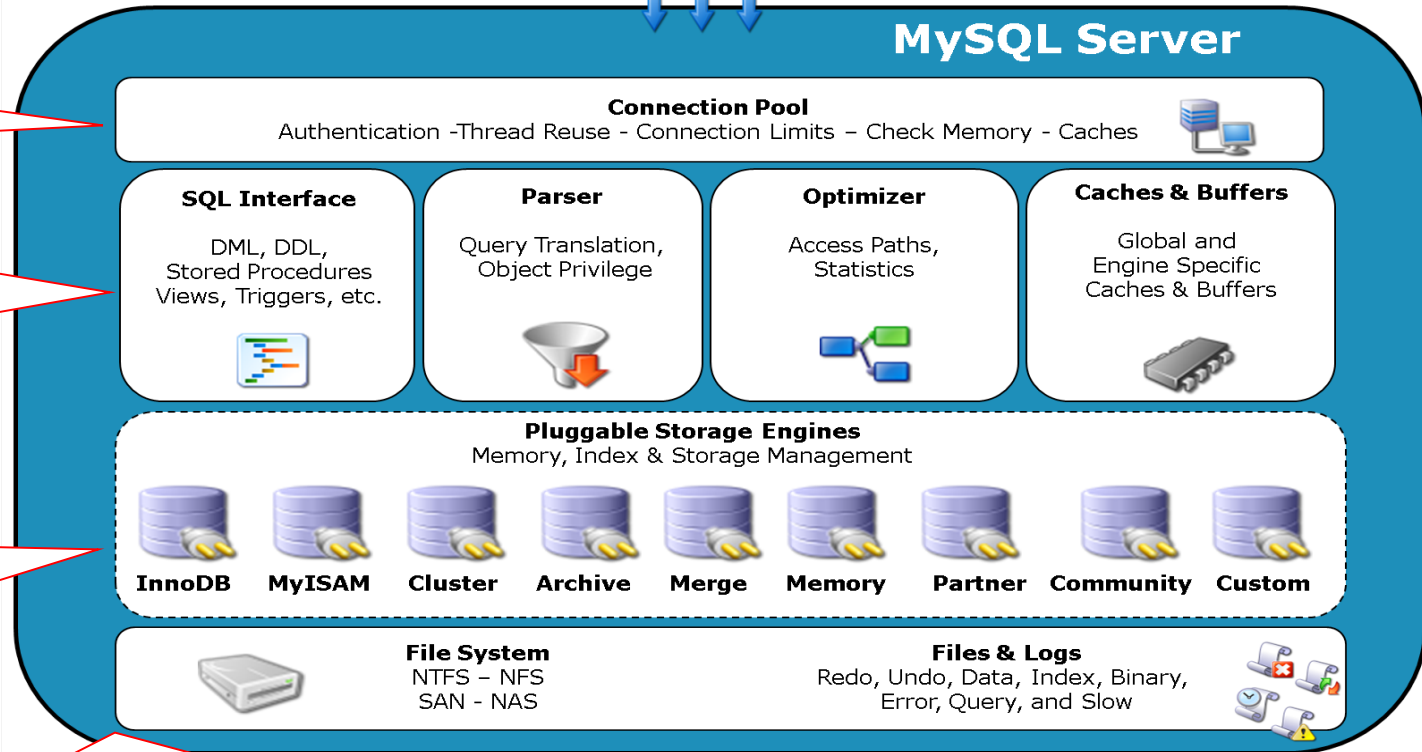 MySQL Server
Connection Pool
Authentication -Thread Reuse - Connection Limits – Check Memory - Caches
SQL Interface
DML, DDL,
Stored Procedures
Views, Triggers, etc.
Parser
Query Translation,
Object Privilege
Optimizer
Access Paths,
Statistics
Caches & Buffers
Global and
Engine Specific
Caches & Buffers
Pluggable Storage Engines
Memory, Index & Storage Management
InnoDB
MyISAM
Cluster
Archive
Merge
Memory
Partner
Community
Custom
File System
NTFS – NFS
SAN - NAS
Files & Logs
Redo, Undo, Data, Index, Binary,
Error, Query, and Slow